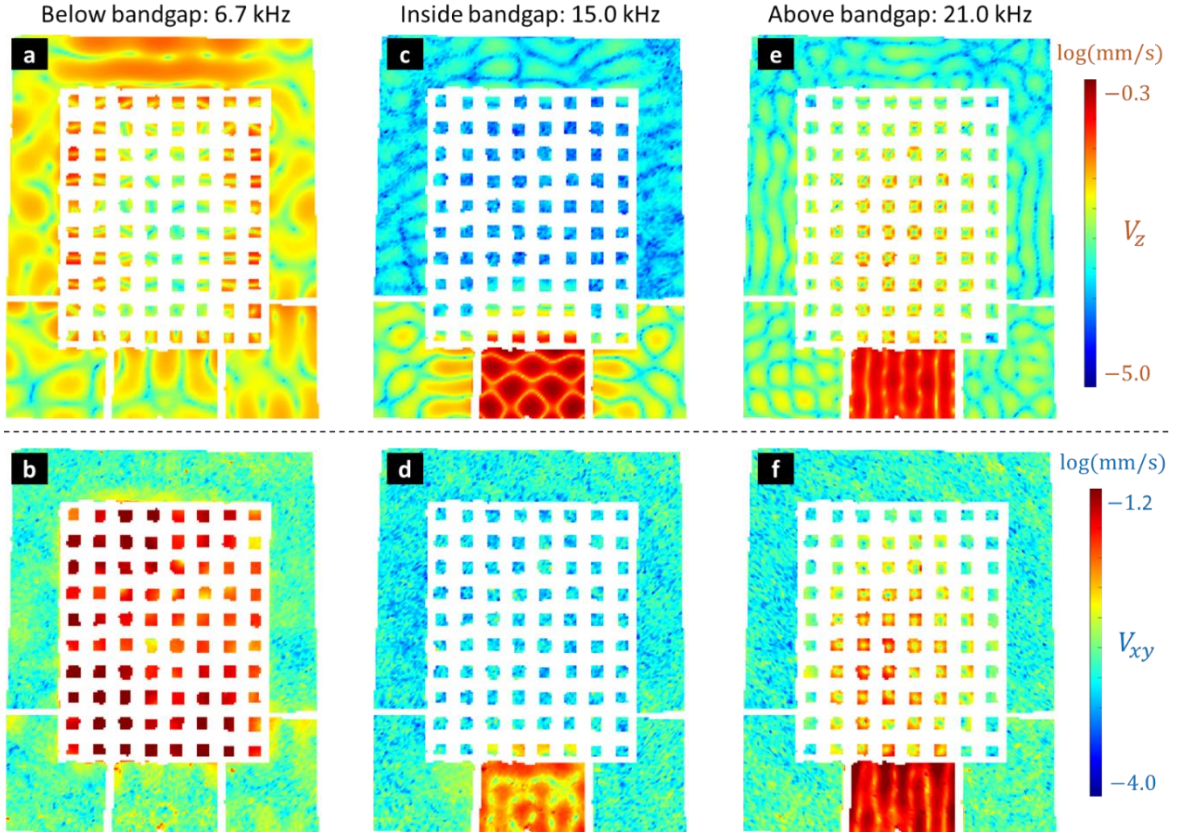 Below bandgap: 6.7 kHz
Inside bandgap: 15.0 kHz
Above bandgap: 21.0 kHz
a
c
e
log(mm/s)
−0.3
V_z
−5.0
b
d
f
log(mm/s)
−1.2
V_xy
−4.0